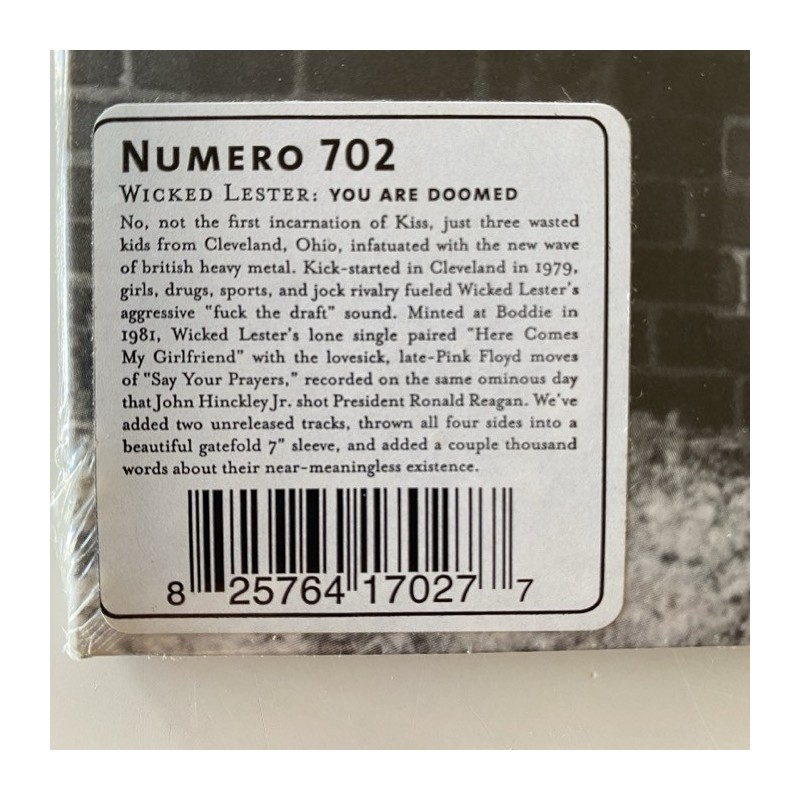 NUMERO 702
WICKED LESTER: YOU ARE DOOMED
No, not the first incarnation of Kiss, just three wasted
kids from Cleveland, Ohio, infatuated with the new wave
of british heavy metal. Kick-started in Cleveland in 1979,
girls, drugs, sports, and jock rivalry fueled Wicked Lester's
aggressive "fuck the draft" sound. Minted at Boddie in
1981, Wicked Lester's lone single paired "Here Comes
My Girlfriend" with the lovesick, late-Pink Floyd moves
of "Say Your Prayers," recorded on the same ominous day
that John Hinckley Jr. shot President Ronald Reagan. We've
added two unreleased tracks, thrown all four sides into a
beautiful gatefold 7" sleeve, and added a couple thousand
words about their near-meaningless existence.
8 25764 17027 7